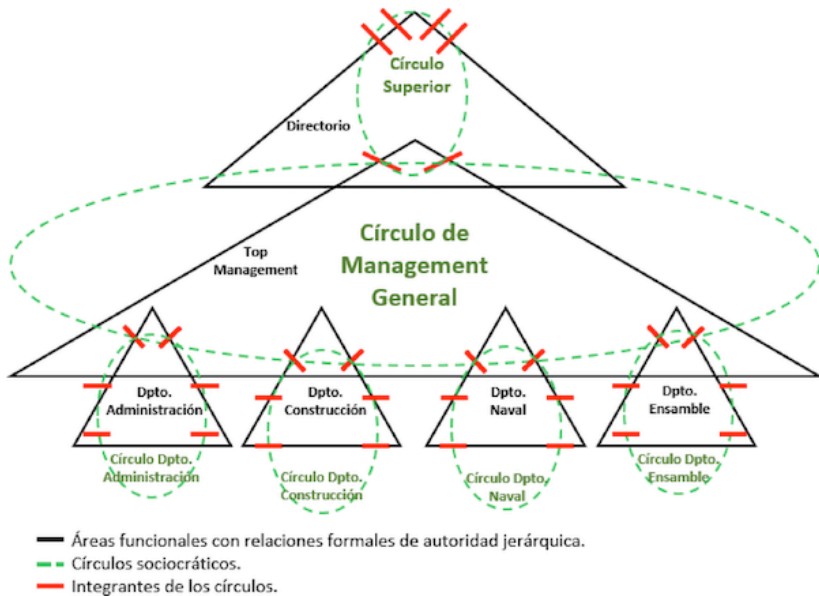 Círculo
Superior
Directorio
Círculo de
Management
General
Top
Management
Dpto.
Administración
Dpto.
Construcción
Dpto.
Naval
Dpto.
Ensamble
Círculo Dpto.
Administración
Círculo Dpto.
Construcción
Círculo Dpto.
Naval
Círculo Dpto.
Ensamble
Áreas funcionales con relaciones formales de autoridad jerárquica.
Círculos sociocráticos.
Integrantes de los círculos.